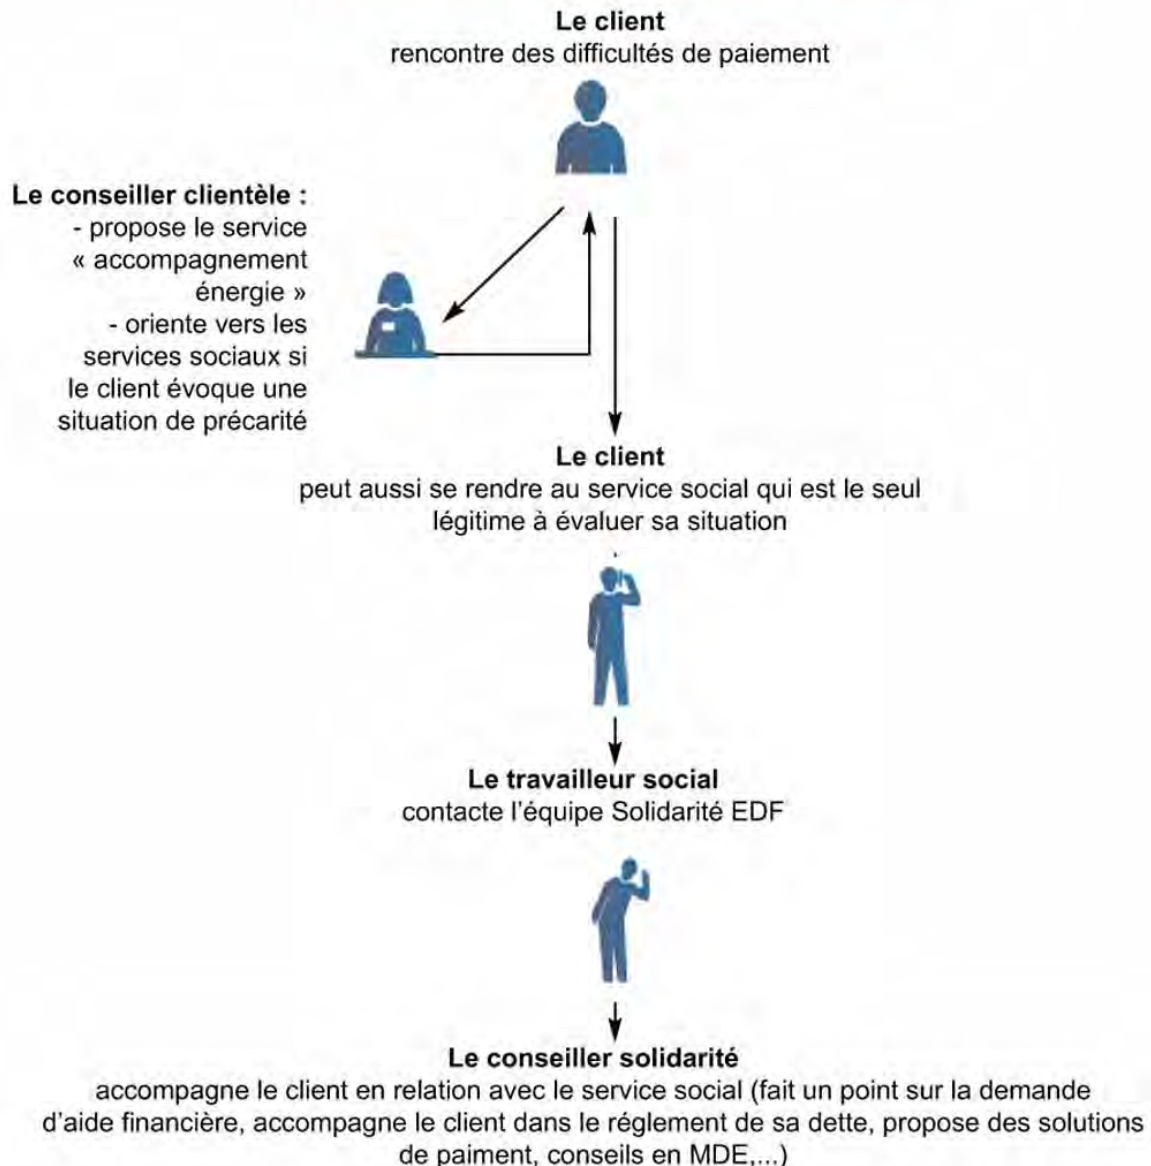 Le client
rencontre des difficultés de paiement
Le conseiller clientèle :
- propose le service
« accompagnement
énergie »
- oriente vers les
services sociaux si
le client évoque une
situation de précarité
Le client
peut aussi se rendre au service social qui est le seul
légitime à évaluer sa situation
Le travailleur social
contacte l'équipe Solidarité EDF
Le conseiller solidarité
accompagne le client en relation avec le service social (fait un point sur la demande
d'aide financière, accompagne le client dans le réglement de sa dette, propose des solutions
de paiment, conseils en MDE,...)